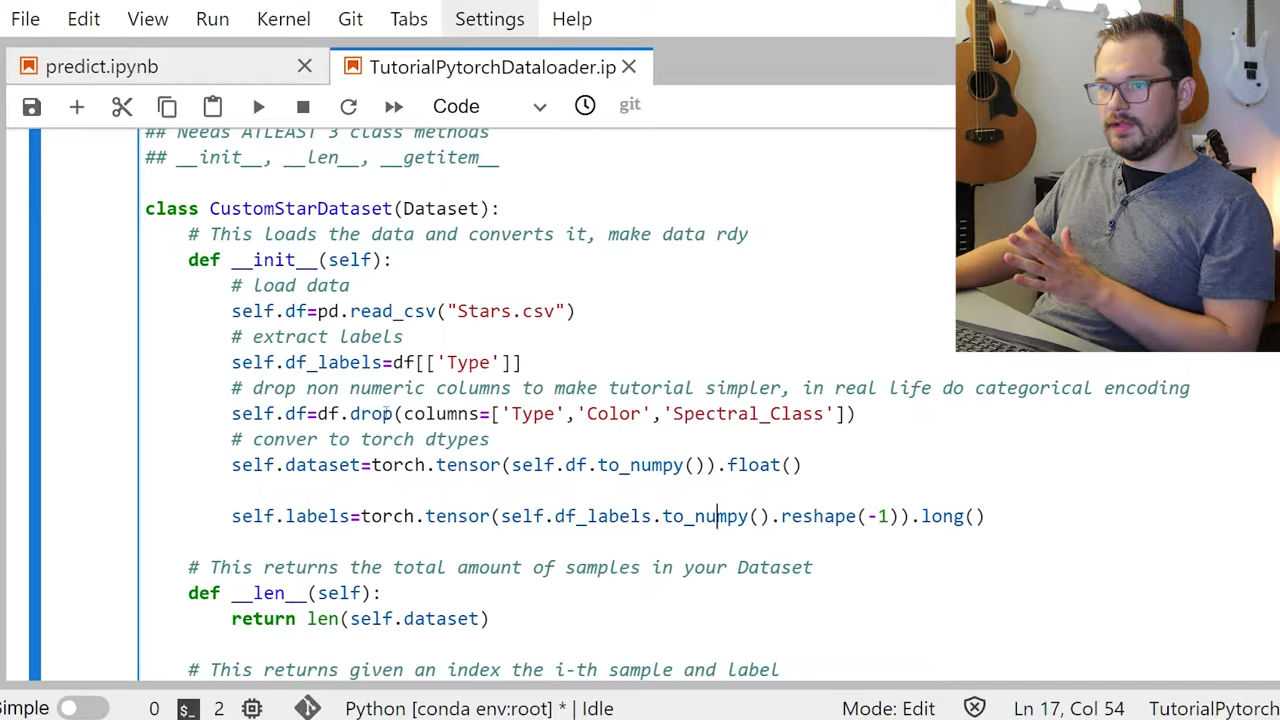 File Edit View Run Kernel Git Tabs Settings Help
predict.ipynb TutorialPytorchDataloader.ip
Code git
## Needs ATLEAST 3 class methods
## __init__, __len__, __getitem__
class CustomStarDataset(Dataset):
# This loads the data and converts it, make data rdy
def __init__(self):
# load data
self.df=pd.read_csv("Stars.csv")
# extract labels
self.df_labels=df[['Type']]
# drop non numeric columns to make tutorial simpler, in real life do categorical encoding
self.df=df.drop(columns=['Type','Color','Spectral_Class'])
# conver to torch dtypes
self.dataset=torch.tensor(self.df.to_numpy()).float()
self.labels=torch.tensor(self.df_labels.to_numpy().reshape(-1)).long()
# This returns the total amount of samples in your Dataset
def __len__(self):
return len(self.dataset)
# This returns given an index the i-th sample and label
Simple 0 2 Python [conda env:root] * | Idle Mode: Edit Ln 17, Col 54 TutorialPytorch